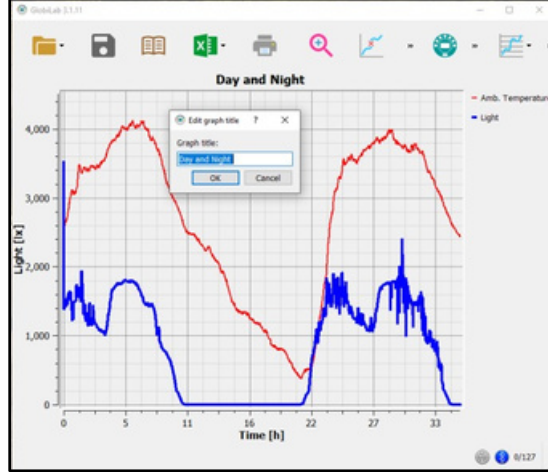 GlobiLab 3.1.11
Day and Night
Edit graph title ? ×
Graph title:
Day and Night
OK Cancel
Amb. Temperature
Light
4,000
3,000
2,000
1,000
0
Light [lx]
0 5 11 16 22 27 33
Time [h]
0/127